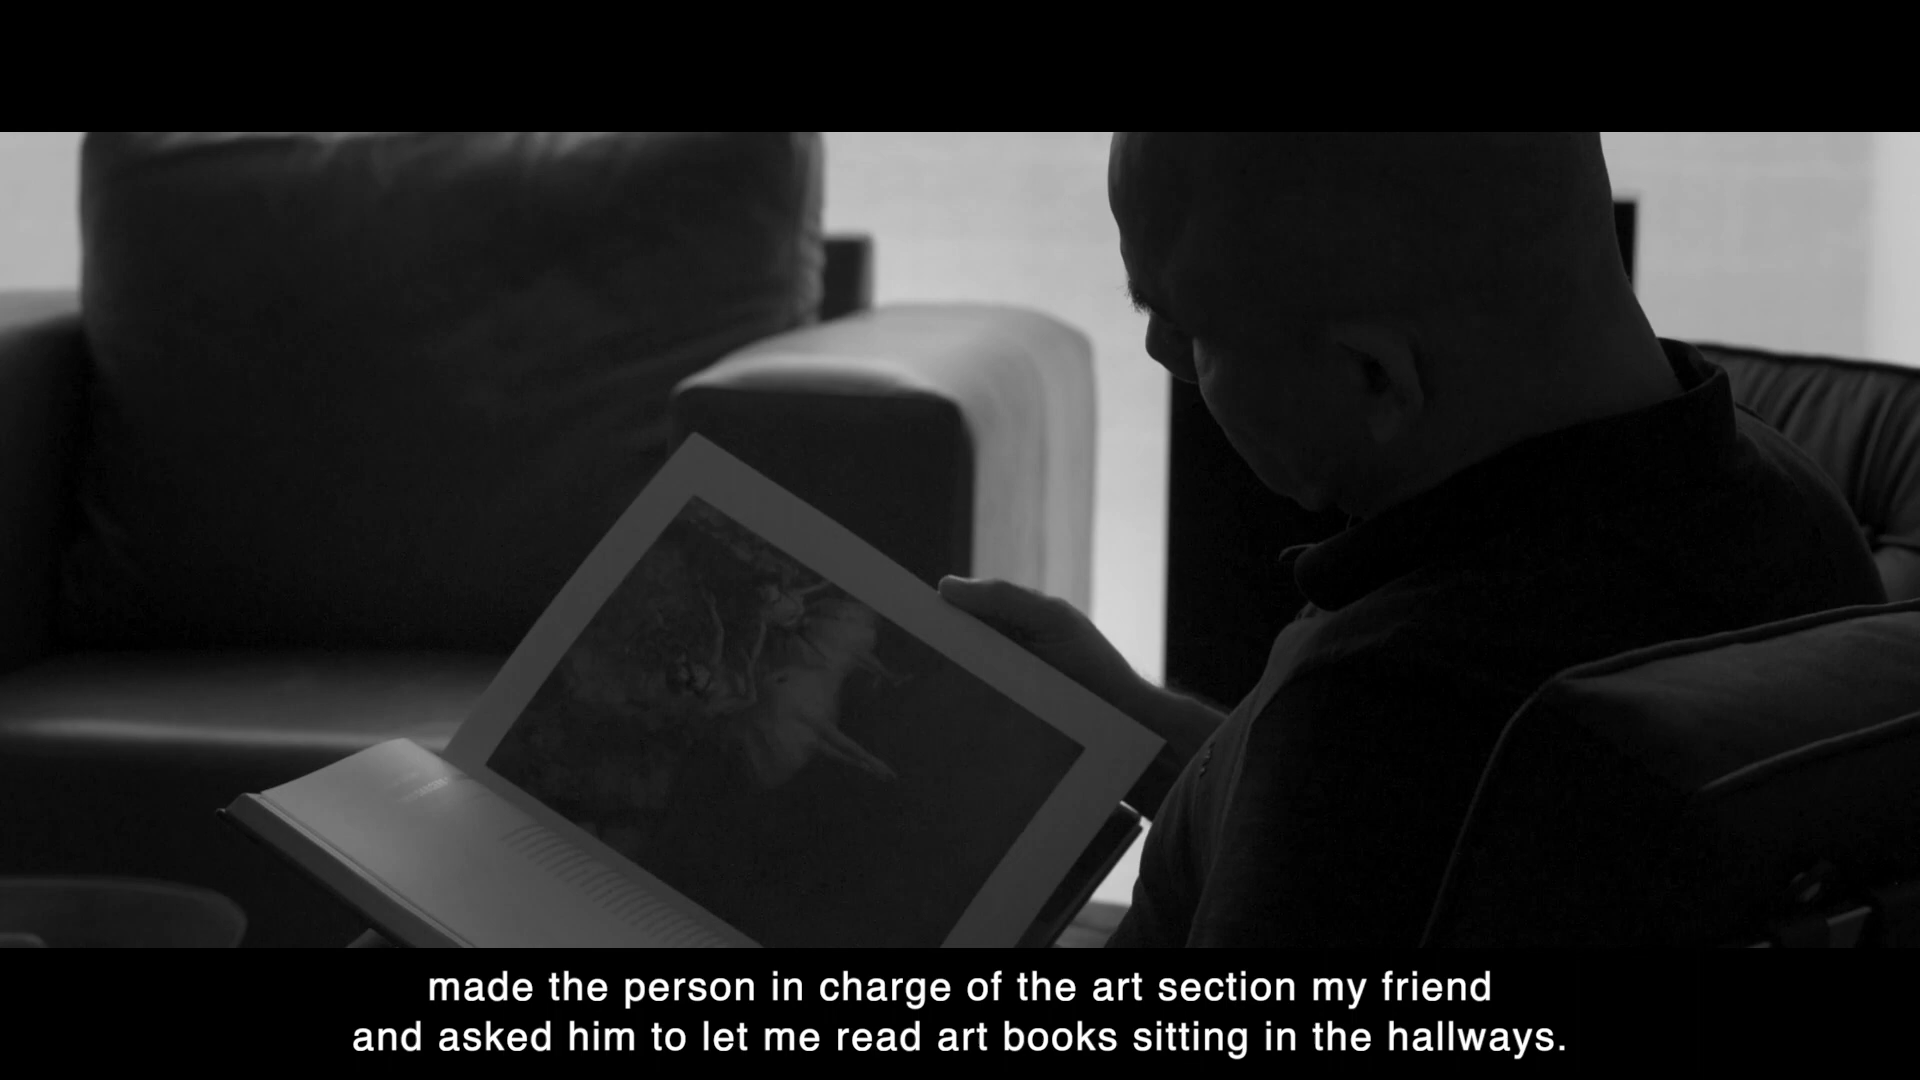 made the person in charge of the art section my friend
and asked him to let me read art books sitting in the hallways.